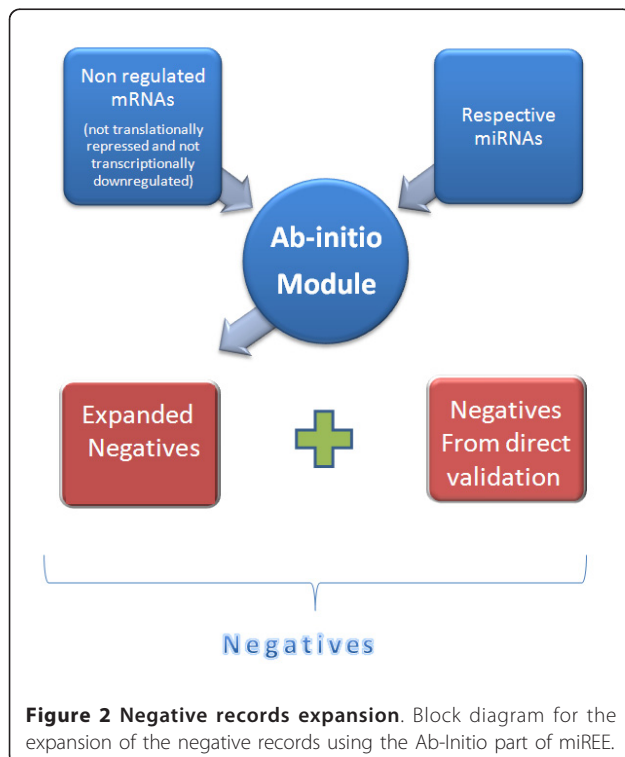 Non regulated
mRNAs
(not translationally
repressed and not
transcriptionally
downregulated)
Respective
miRNAs
Ab-initio
Module
Expanded
Negatives
Negatives
From direct
validation
Negatives
Figure 2 Negative records expansion. Block diagram for the
expansion of the negative records using the Ab-Initio part of miREE.